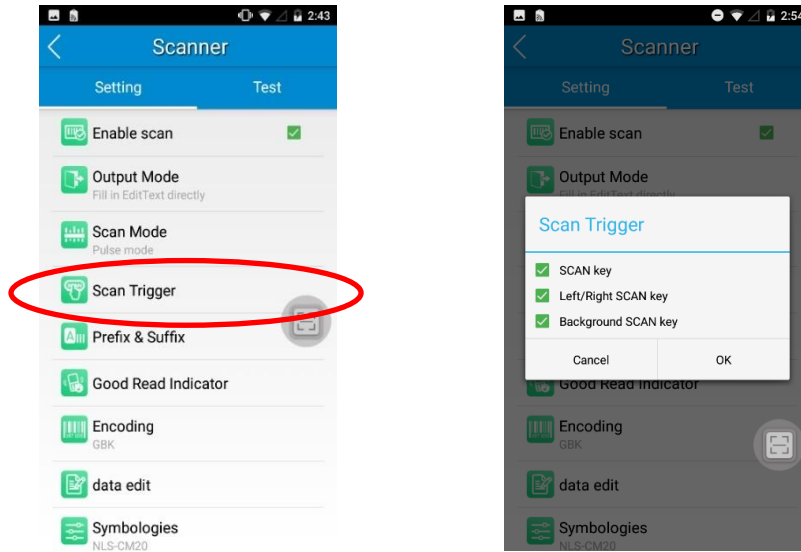 2:43
Scanner
Setting Test
Enable scan
Output Mode
Fill in EditText directly
Scan Mode
Pulse mode
Scan Trigger
Prefix & Suffix
Good Read Indicator
Encoding
GBK
data edit
Symbologies
NLS-CM20
2:54
Scanner
Setting Test
Enable scan
Output Mode
Fill in EditText directly
Scan Trigger
SCAN key
Left/Right SCAN key
Background SCAN key
Cancel OK
Good Read Indicator
Encoding
GBK
data edit
Symbologies
NLS-CM20